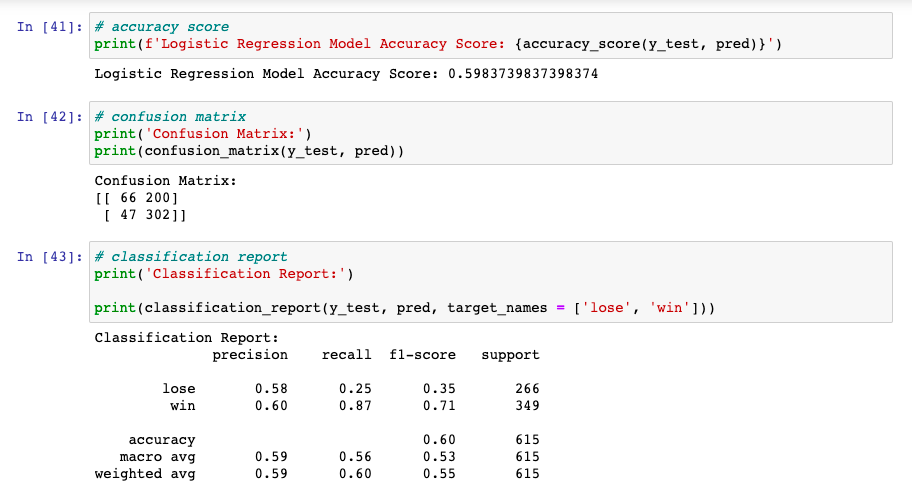 In [41]: # accuracy score
print(f'Logistic Regression Model Accuracy Score: {accuracy_score(y_test, pred)}')
Logistic Regression Model Accuracy Score: 0.5983739837398374
In [42]: # confusion matrix
print('Confusion Matrix:')
print(confusion_matrix(y_test, pred))
Confusion Matrix:
[[ 66 200]
 [ 47 302]]
In [43]: # classification report
print('Classification Report:')
print(classification_report(y_test, pred, target_names = ['lose', 'win']))
Classification Report:
              precision    recall  f1-score   support
        lose       0.58      0.25      0.35       266
         win       0.60      0.87      0.71       349
    accuracy                           0.60       615
   macro avg       0.59      0.56      0.53       615
weighted avg       0.59      0.60      0.55       615